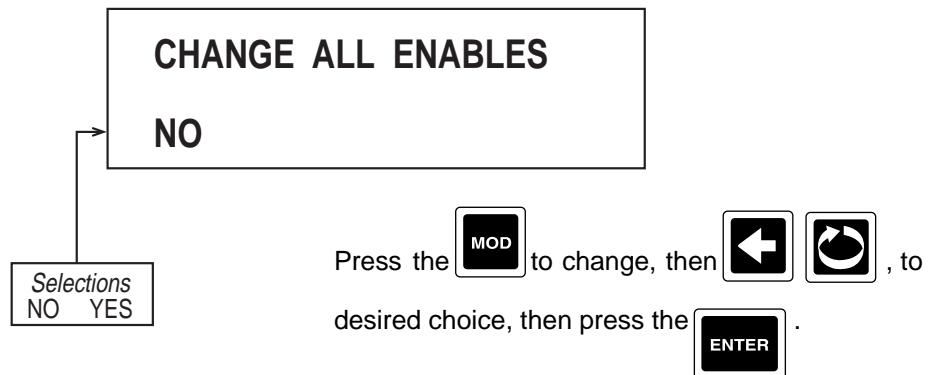 CHANGE ALL ENABLES
NO
Selections
NO YES
Press the MOD to change, then , to
desired choice, then press the ENTER .